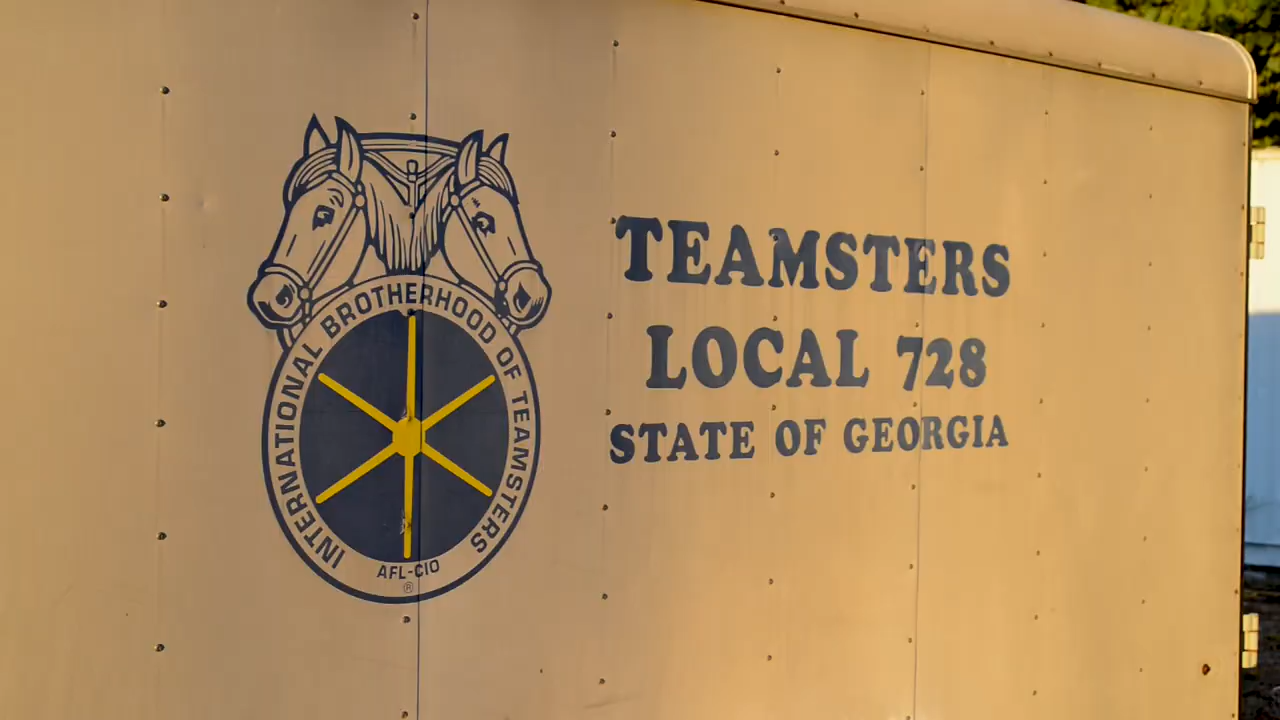 INTERNATIONAL BROTHERHOOD OF TEAMSTERS
AFL-CIO
®
TEAMSTERS
LOCAL 728
STATE OF GEORGIA